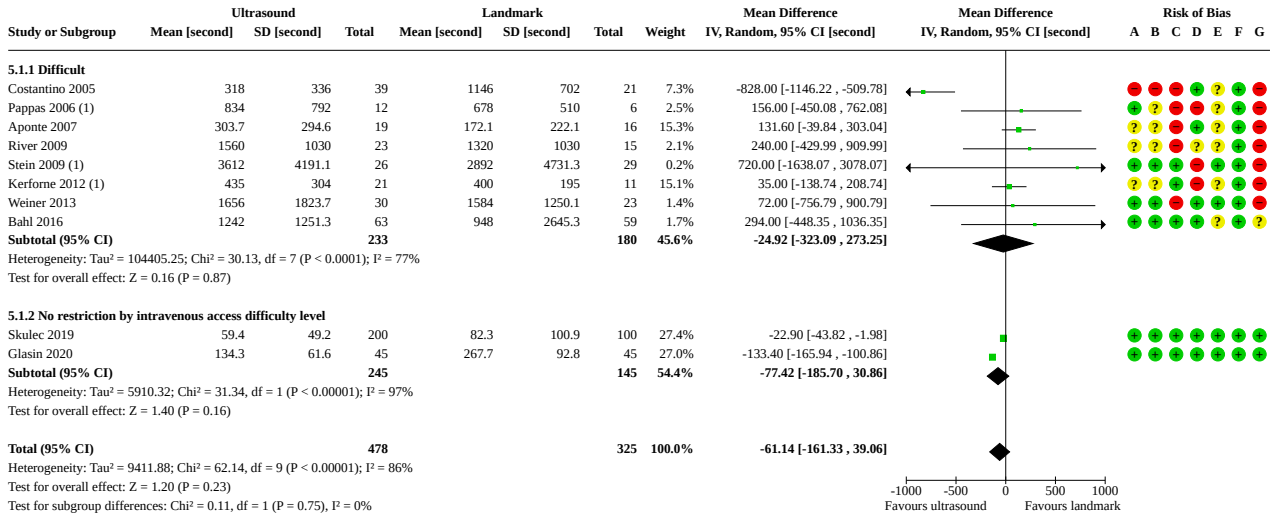 Ultrasound Landmark Mean Difference Mean Difference Risk of Bias
Study or Subgroup Mean [second] SD [second] Total Mean [second] SD [second] Total Weight IV, Random, 95% CI [second] IV, Random, 95% CI [second] A B C D E F G
5.1.1 Difficult
Costantino 2005 318 336 39 1146 702 21 7.3% -828.00 [-1146.22 , -509.78] − − − + ? + −
Pappas 2006 (1) 834 792 12 678 510 6 2.5% 156.00 [-450.08 , 762.08] + ? − − ? + −
Aponte 2007 303.7 294.6 19 172.1 222.1 16 15.3% 131.60 [-39.84 , 303.04] ? ? − + ? + −
River 2009 1560 1030 23 1320 1030 15 2.1% 240.00 [-429.99 , 909.99] ? ? − ? ? + −
Stein 2009 (1) 3612 4191.1 26 2892 4731.3 29 0.2% 720.00 [-1638.07 , 3078.07] + + + − + + −
Kerforne 2012 (1) 435 304 21 400 195 11 15.1% 35.00 [-138.74 , 208.74] ? ? + − ? + −
Weiner 2013 1656 1823.7 30 1584 1250.1 23 1.4% 72.00 [-756.79 , 900.79] + + − + + + −
Bahl 2016 1242 1251.3 63 948 2645.3 59 1.7% 294.00 [-448.35 , 1036.35] + + + + ? + ?
Subtotal (95% CI) 233 180 45.6% -24.92 [-323.09 , 273.25]
Heterogeneity: Tau² = 104405.25; Chi² = 30.13, df = 7 (P < 0.0001); I² = 77%
Test for overall effect: Z = 0.16 (P = 0.87)
5.1.2 No restriction by intravenous access difficulty level
Skulec 2019 59.4 49.2 200 82.3 100.9 100 27.4% -22.90 [-43.82 , -1.98] + + + + + + +
Glasin 2020 134.3 61.6 45 267.7 92.8 45 27.0% -133.40 [-165.94 , -100.86] + + + + + + +
Subtotal (95% CI) 245 145 54.4% -77.42 [-185.70 , 30.86]
Heterogeneity: Tau² = 5910.32; Chi² = 31.34, df = 1 (P < 0.00001); I² = 97%
Test for overall effect: Z = 1.40 (P = 0.16)
Total (95% CI) 478 325 100.0% -61.14 [-161.33 , 39.06]
Heterogeneity: Tau² = 9411.88; Chi² = 62.14, df = 9 (P < 0.00001); I² = 86%
Test for overall effect: Z = 1.20 (P = 0.23)
Test for subgroup differences: Chi² = 0.11, df = 1 (P = 0.75), I² = 0%
-1000 -500 0 500 1000
Favours ultrasound Favours landmark